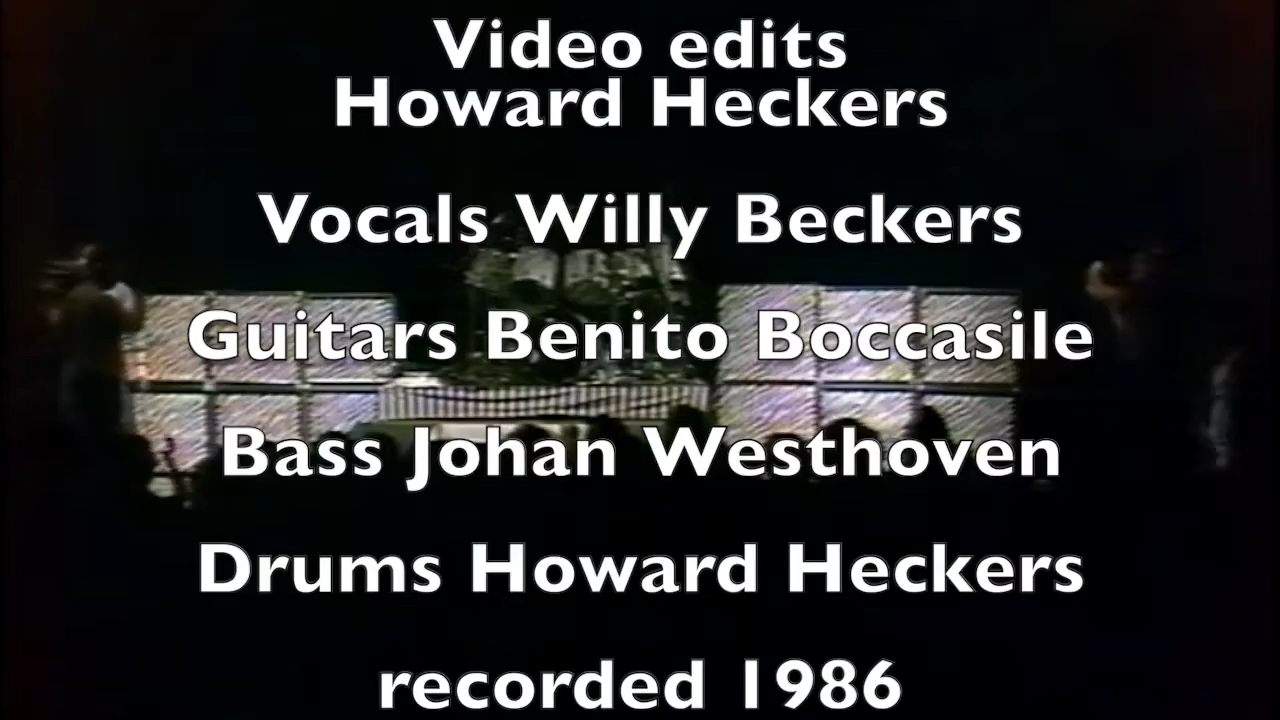 Video edits
Howard Heckers
Vocals Willy Beckers
Guitars Benito Boccasile
Bass Johan Westhoven
Drums Howard Heckers
recorded 1986